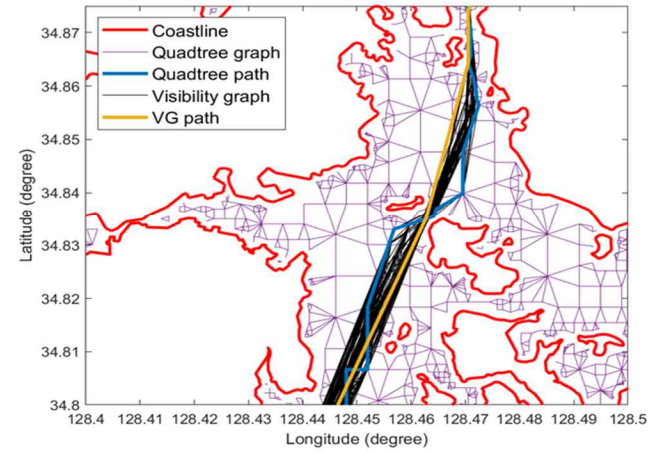 34.87
34.86
34.85
34.84
34.83
34.82
34.81
34.8
Latitude (degree)
Coastline
Quadtree graph
Quadtree path
Visibility graph
VG path
128.4 128.41 128.42 128.43 128.44 128.45 128.46 128.47 128.48 128.49 128.5
Longitude (degree)